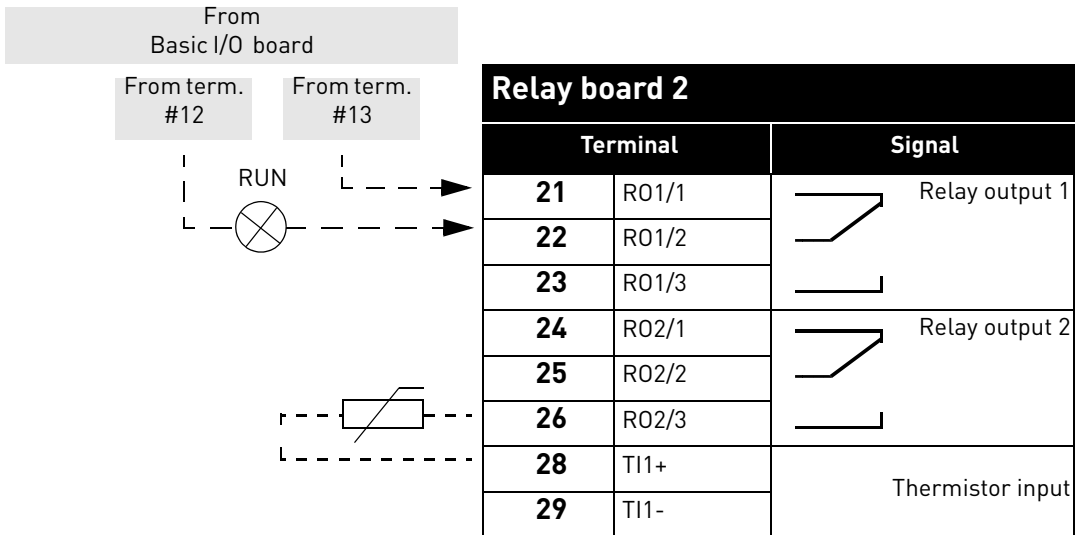 From
Basic I/O board
From term. From term.
#12 #13
RUN
Relay board 2
Terminal Signal
21 RO1/1 Relay output 1
22 RO1/2
23 RO1/3
24 RO2/1 Relay output 2
25 RO2/2
26 RO2/3
28 TI1+
Thermistor input
29 TI1-